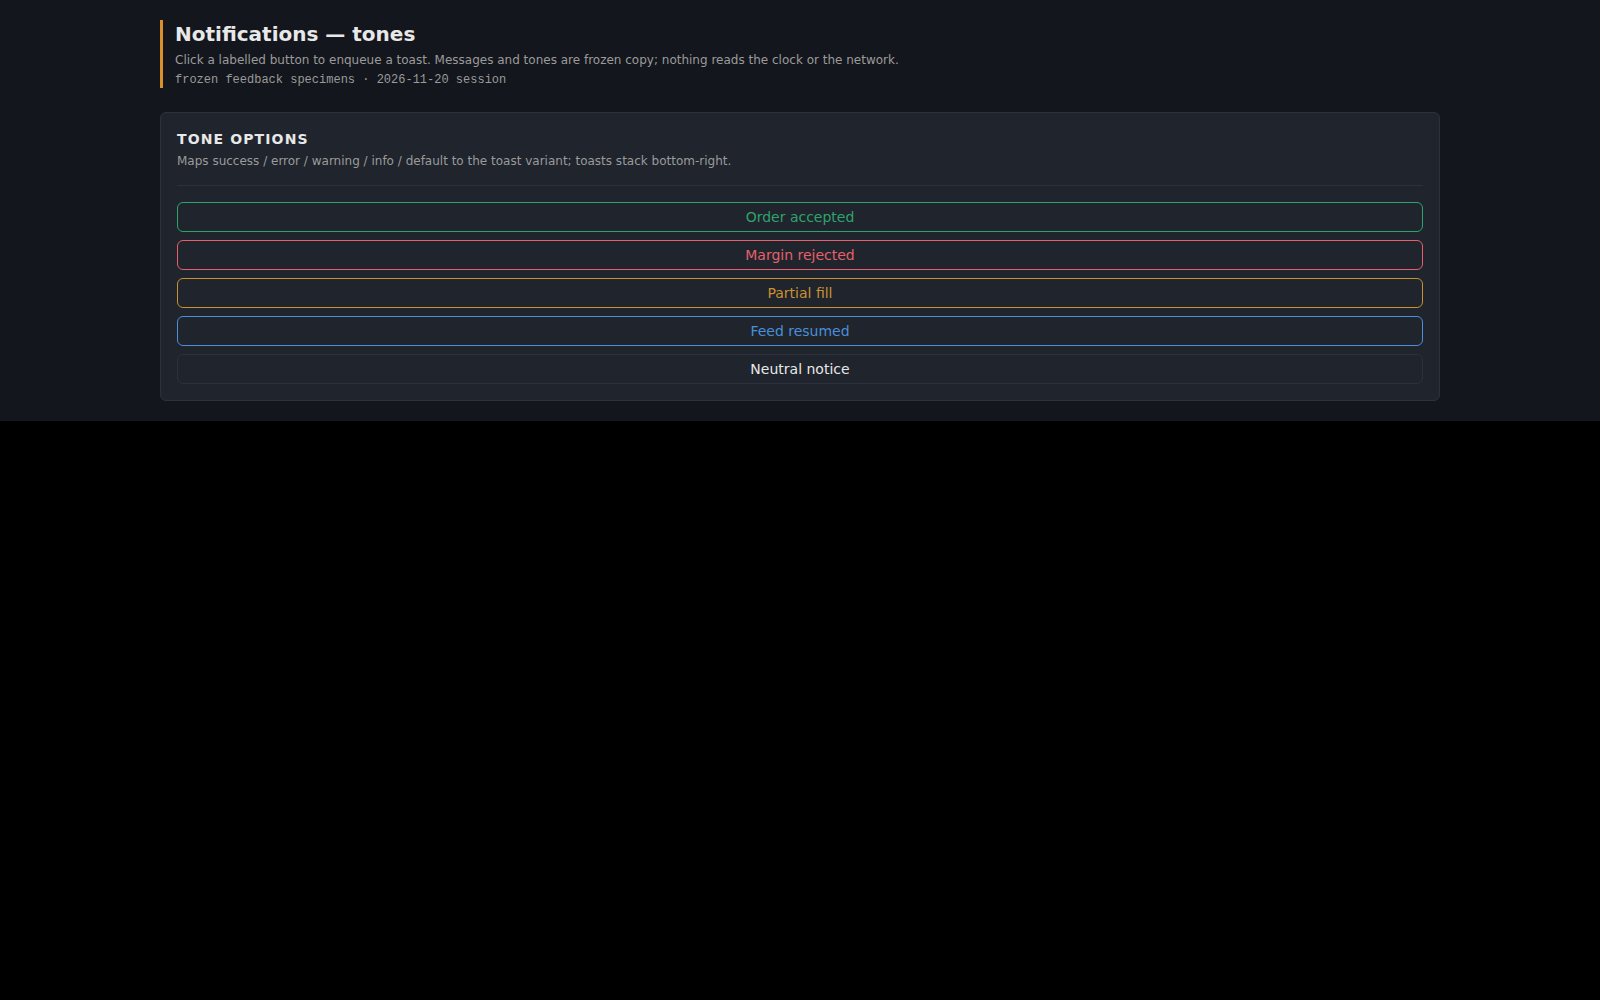 Notifications — tones
Click a labelled button to enqueue a toast. Messages and tones are frozen copy; nothing reads the clock or the network.
frozen feedback specimens · 2026-11-20 session
TONE OPTIONS
Maps success / error / warning / info / default to the toast variant; toasts stack bottom-right.
Order accepted
Margin rejected
Partial fill
Feed resumed
Neutral notice